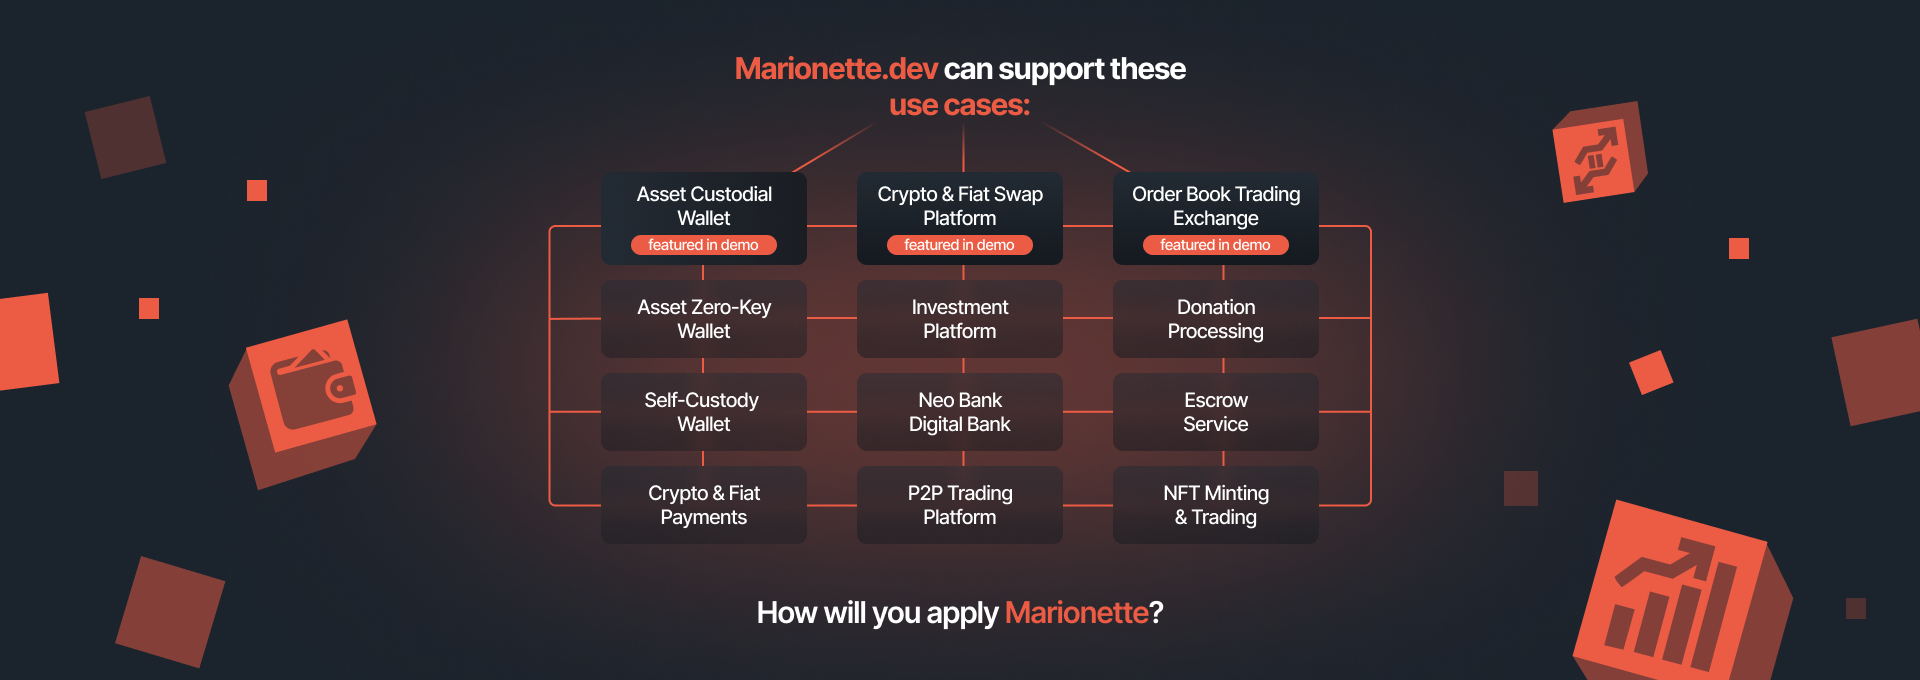 Marionette.dev can support these
use cases:
Asset Custodial
Wallet
featured in demo
Crypto & Fiat Swap
Platform
featured in demo
Order Book Trading
Exchange
featured in demo
Asset Zero-Key
Wallet
Investment
Platform
Donation
Processing
Self-Custody
Wallet
Neo Bank
Digital Bank
Escrow
Service
Crypto & Fiat
Payments
P2P Trading
Platform
NFT Minting
& Trading
How will you apply Marionette?